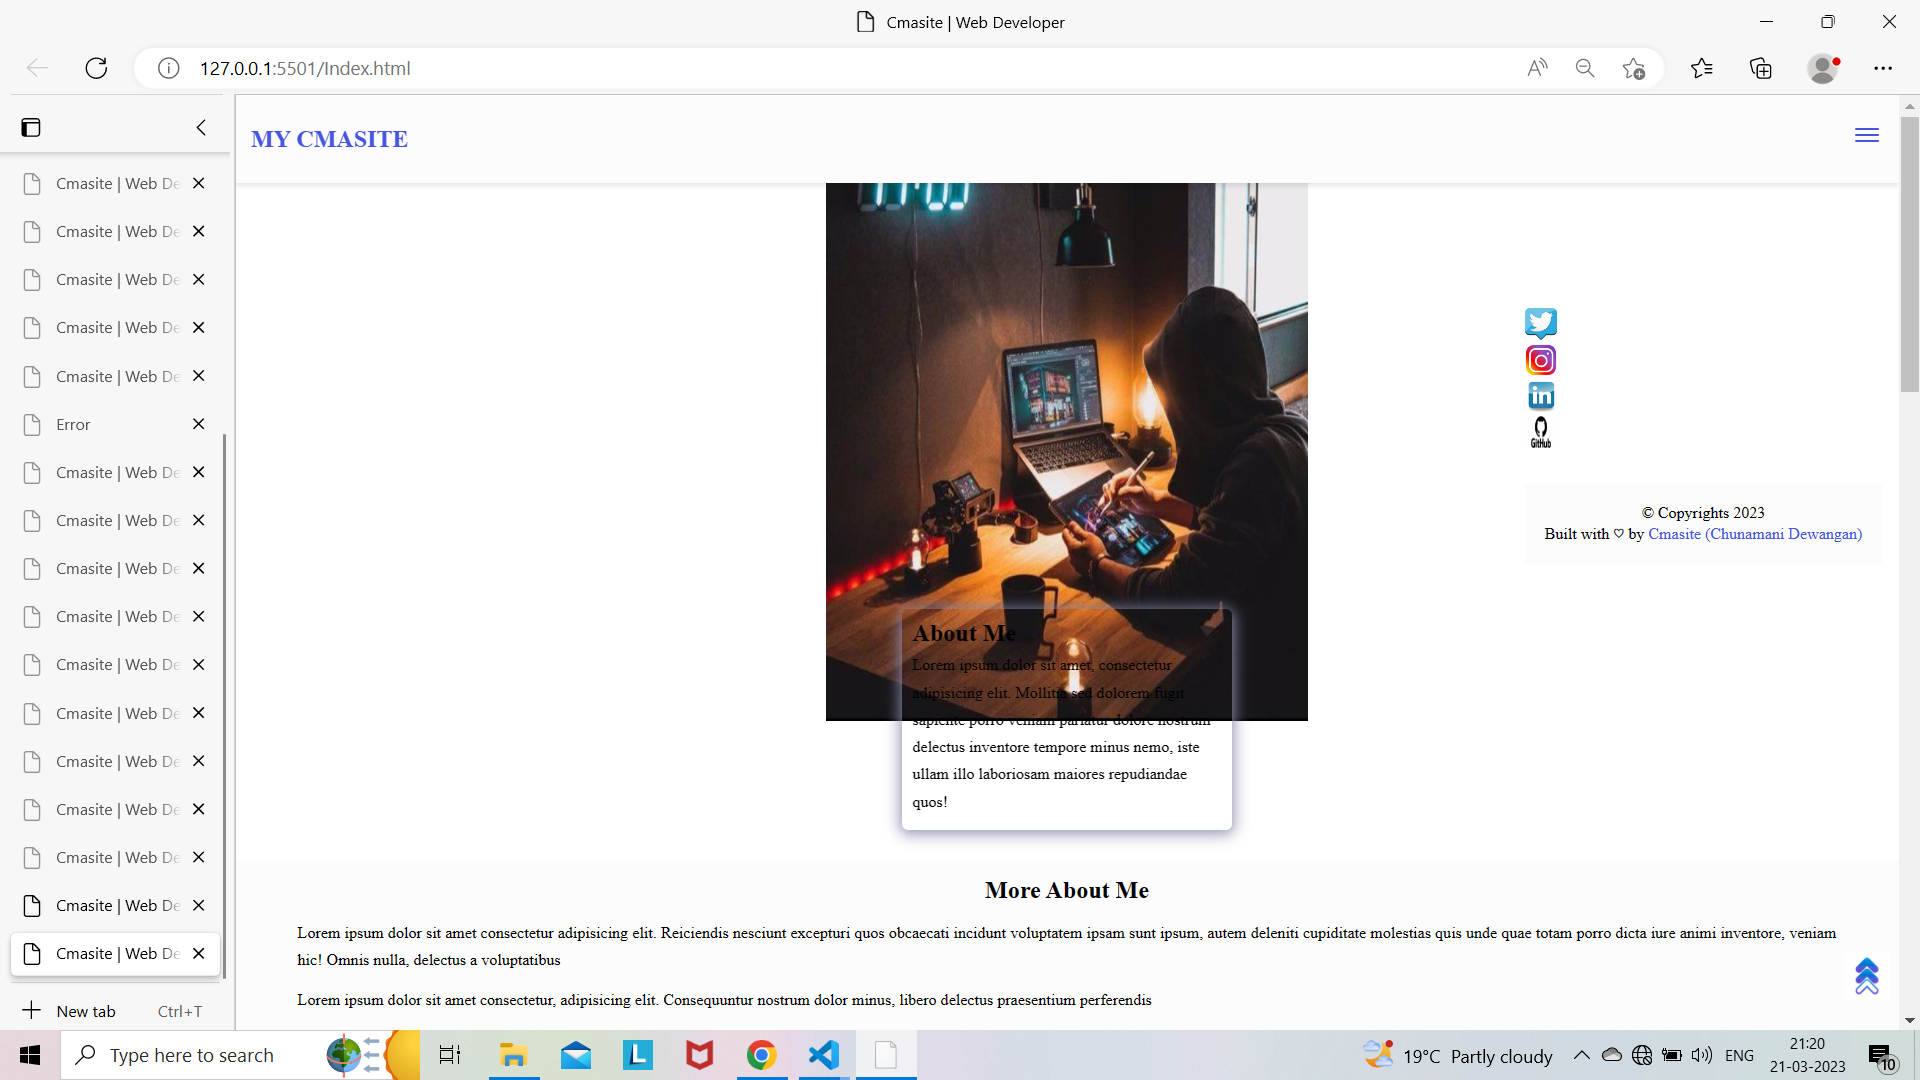 Cmasite | Web Developer
127.0.0.1:5501/Index.html
Cmasite | Web De
Cmasite | Web De
Cmasite | Web De
Cmasite | Web De
Cmasite | Web De
Error
Cmasite | Web De
Cmasite | Web De
Cmasite | Web De
Cmasite | Web De
Cmasite | Web De
Cmasite | Web De
Cmasite | Web De
Cmasite | Web De
Cmasite | Web De
Cmasite | Web De
Cmasite | Web De
New tab Ctrl+T
MY CMASITE
in
GitHub
© Copyrights 2023
Built with ♡ by Cmasite (Chunamani Dewangan)
About Me
Lorem ipsum dolor sit amet, consectetur
adipisicing elit. Mollitia sed dolorem fugit
sapiente porro veniam pariatur dolore nostrum
delectus inventore tempore minus nemo, iste
ullam illo laboriosam maiores repudiandae
quos!
More About Me
Lorem ipsum dolor sit amet consectetur adipisicing elit. Reiciendis nesciunt excepturi quos obcaecati incidunt voluptatem ipsam sunt ipsum, autem deleniti cupiditate molestias quis unde quae totam porro dicta iure animi inventore, veniam
hic! Omnis nulla, delectus a voluptatibus
Lorem ipsum dolor sit amet consectetur, adipisicing elit. Consequuntur nostrum dolor minus, libero delectus praesentium perferendis
Type here to search
L
19°C Partly cloudy
ENG
21:20
21-03-2023
10